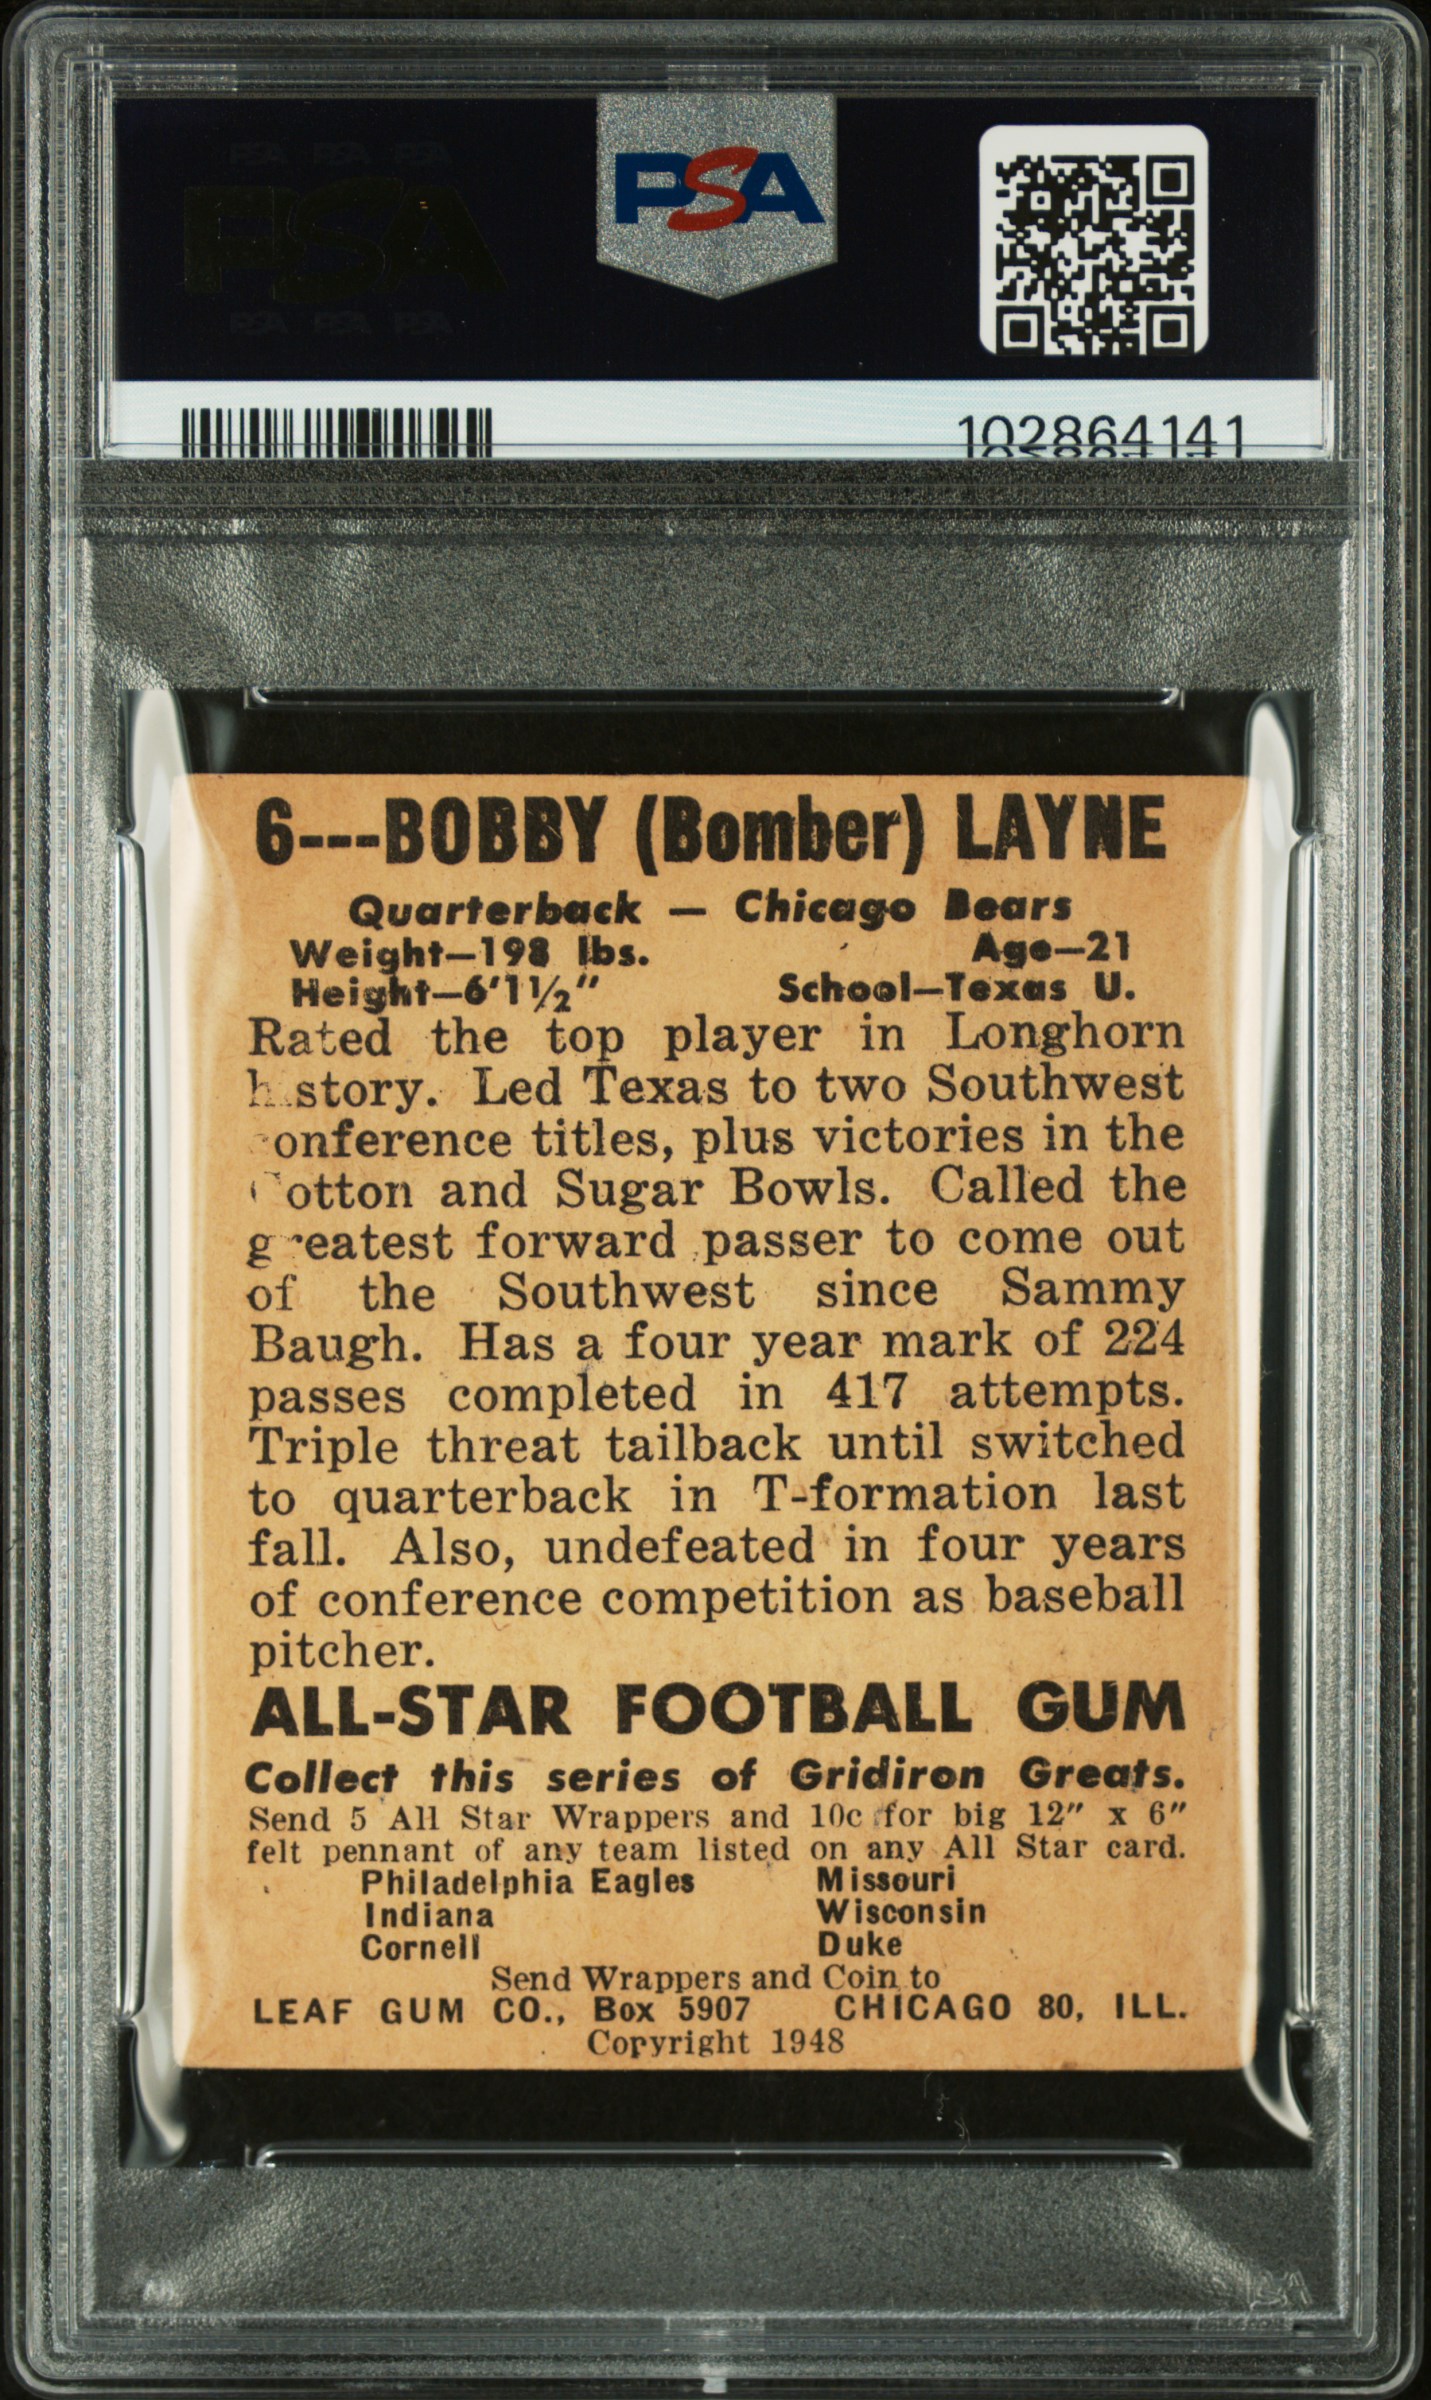 PSA
PSA
102864141
6---BOBBY (Bomber) LAYNE
Quarterback — Chicago Bears
Weight—198 lbs. Age—21
Height—6'1½" School—Texas U.
Rated the top player in Longhorn
h story. Led Texas to two Southwest
onference titles, plus victories in the
otton and Sugar Bowls. Called the
g eatest forward passer to come out
of the Southwest since Sammy
Baugh. Has a four year mark of 224
passes completed in 417 attempts.
Triple threat tailback until switched
to quarterback in T-formation last
fall. Also, undefeated in four years
of conference competition as baseball
pitcher.
ALL-STAR FOOTBALL GUM
Collect this series of Gridiron Greats.
Send 5 All Star Wrappers and 10c for big 12" x 6"
felt pennant of any team listed on any All Star card.
Philadelphia Eagles Missouri
Indiana Wisconsin
Cornell Duke
Send Wrappers and Coin to
LEAF GUM CO., Box 5907 CHICAGO 80, ILL.
Copyright 1948